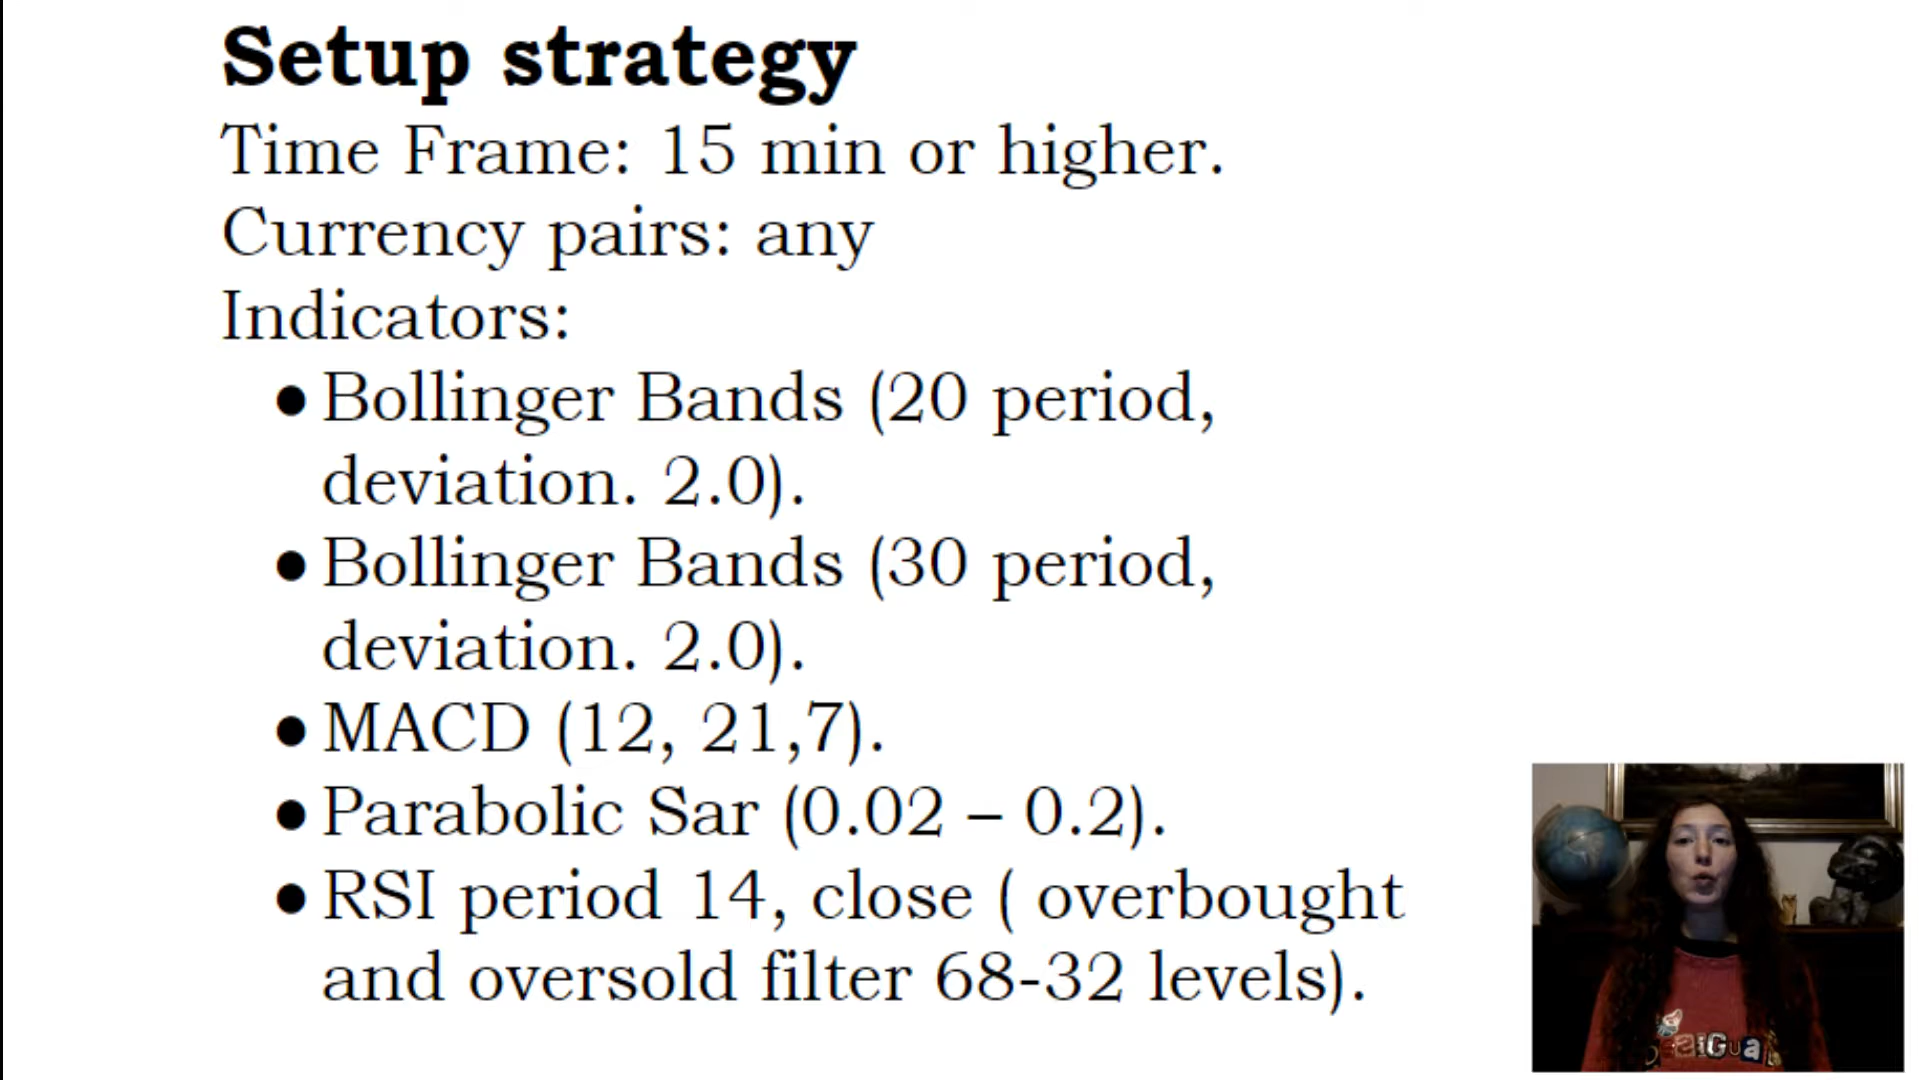 Setup strategy
Time Frame: 15 min or higher.
Currency pairs: any
Indicators:
● Bollinger Bands (20 period,
deviation. 2.0).
● Bollinger Bands (30 period,
deviation. 2.0).
● MACD (12, 21,7).
● Parabolic Sar (0.02 – 0.2).
● RSI period 14, close ( overbought
and oversold filter 68-32 levels).